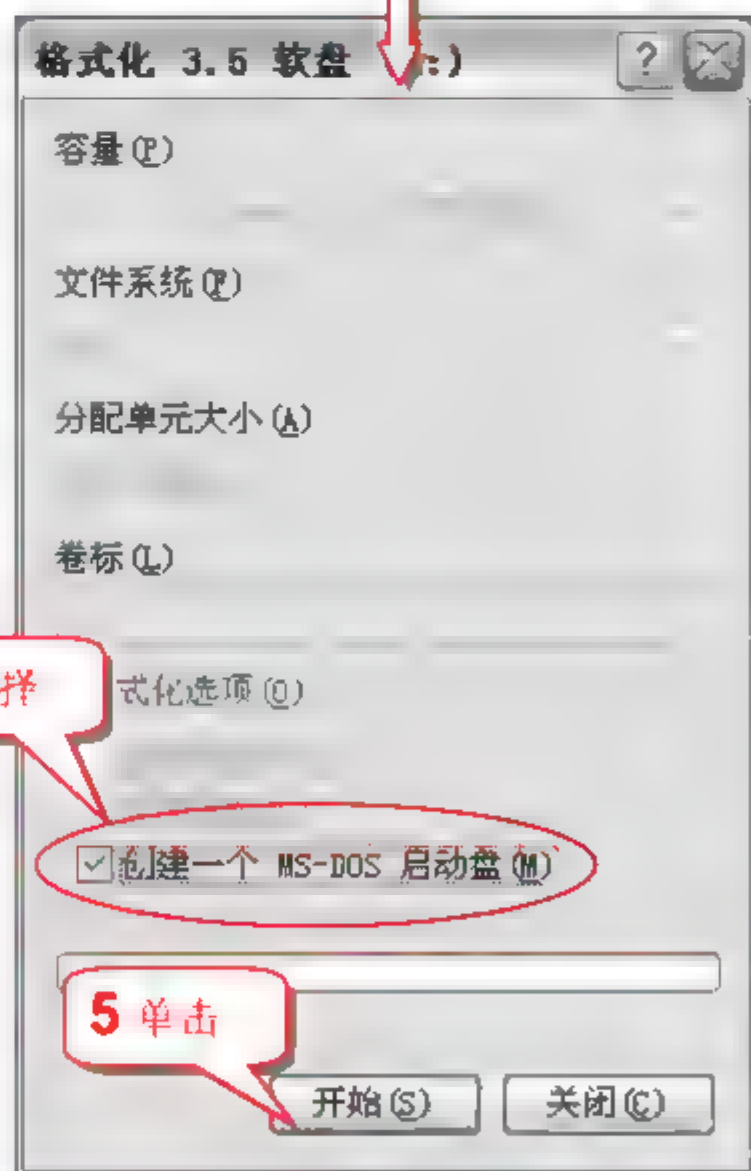 格式化 3.5 软盘 :)
容量(P)
文件系统(F)
分配单元大小(A)
卷标(L)
择
式化选项(O)
创建一个 MS-DOS 启动盘(M)
5 单击
开始(S)
关闭(C)